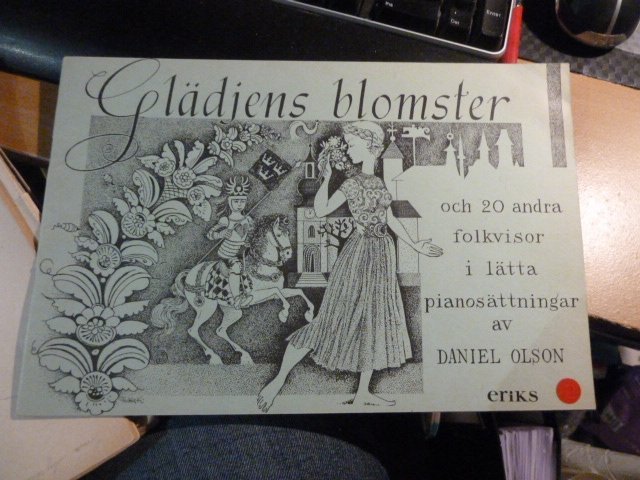 Glädjens blomster
och 20 andra
folkvisor
i lätta
pianosättningar
av
DANIEL OLSON
eriks